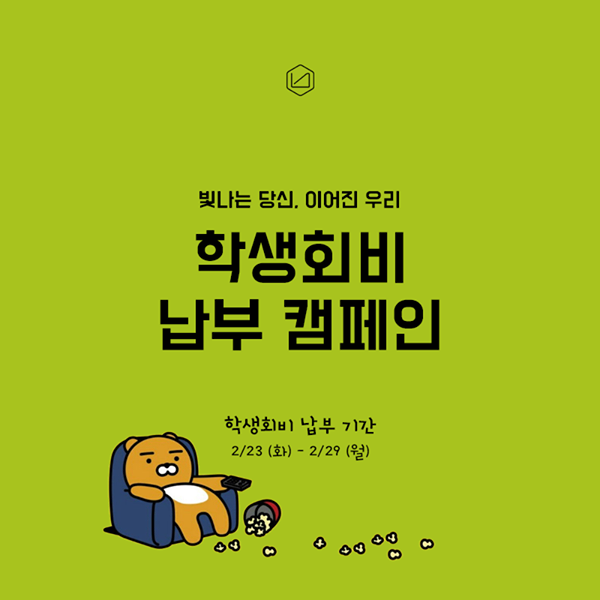 빛나는 당신, 이어진 우리
학생회비
납부 캠페인
학생회비 납부 기간
2/23 (화) - 2/29 (월)